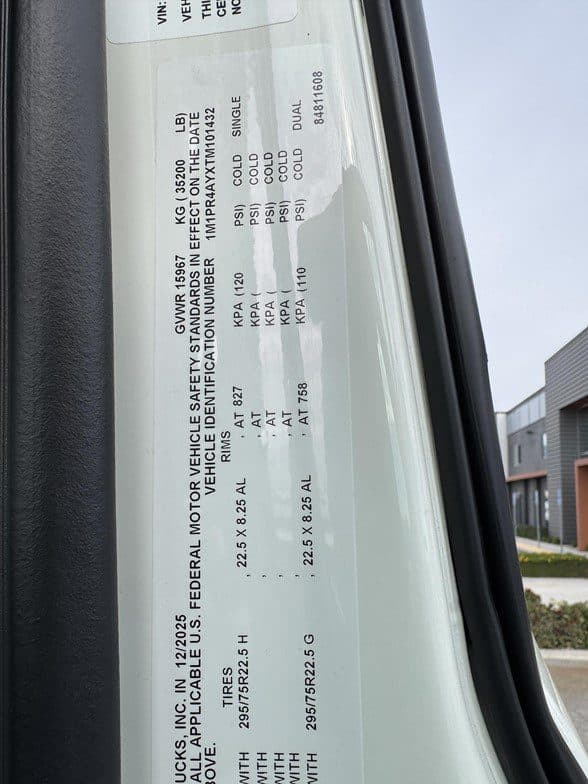 VIN:
VEH
THI
CE
NO
UCKS, INC. IN 12/2025 GVWR 15967 KG ( 35200 LB)
ALL APPLICABLE U.S. FEDERAL MOTOR VEHICLE SAFETY STANDARDS IN EFFECT ON THE DATE
BOVE. VEHICLE IDENTIFICATION NUMBER 1M1PR4AYXTM101432
TIRES RIMS
WITH 295/75R22.5 H , 22.5 X 8.25 AL , AT 827 KPA (120 PSI) COLD SINGLE
WITH , , AT KPA ( PSI) COLD
WITH , , AT KPA ( PSI) COLD
WITH , , AT KPA ( PSI) COLD
WITH 295/75R22.5 G , 22.5 X 8.25 AL , AT 758 KPA (110 PSI) COLD DUAL
84811608